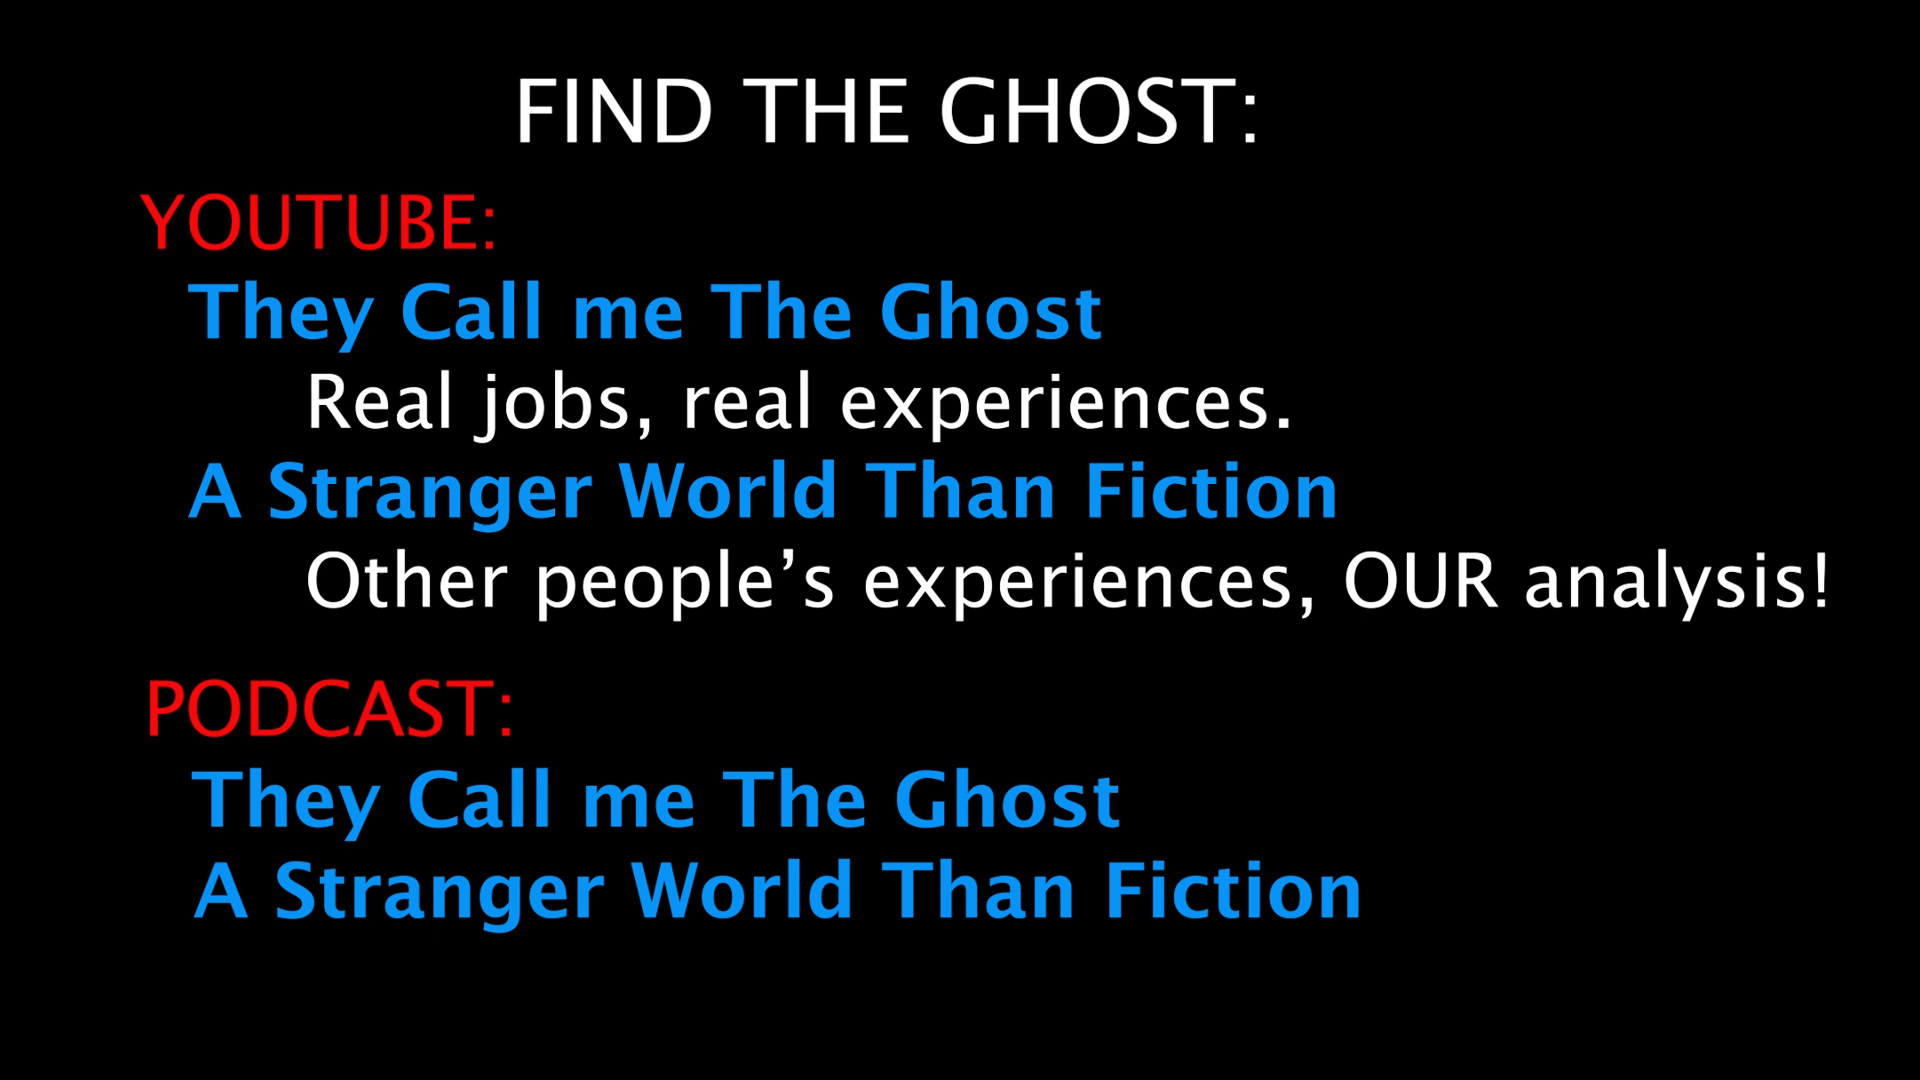 FIND THE GHOST:
YOUTUBE:
They Call me The Ghost
Real jobs, real experiences.
A Stranger World Than Fiction
Other people’s experiences, OUR analysis!
PODCAST:
They Call me The Ghost
A Stranger World Than Fiction